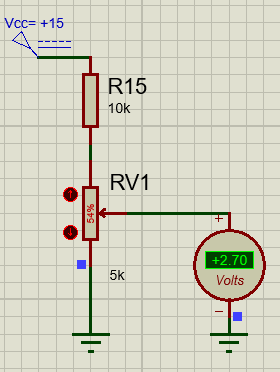 Vcc= +15
R15
10k
RV1
54%
+
+2.70
Volts
5k
−